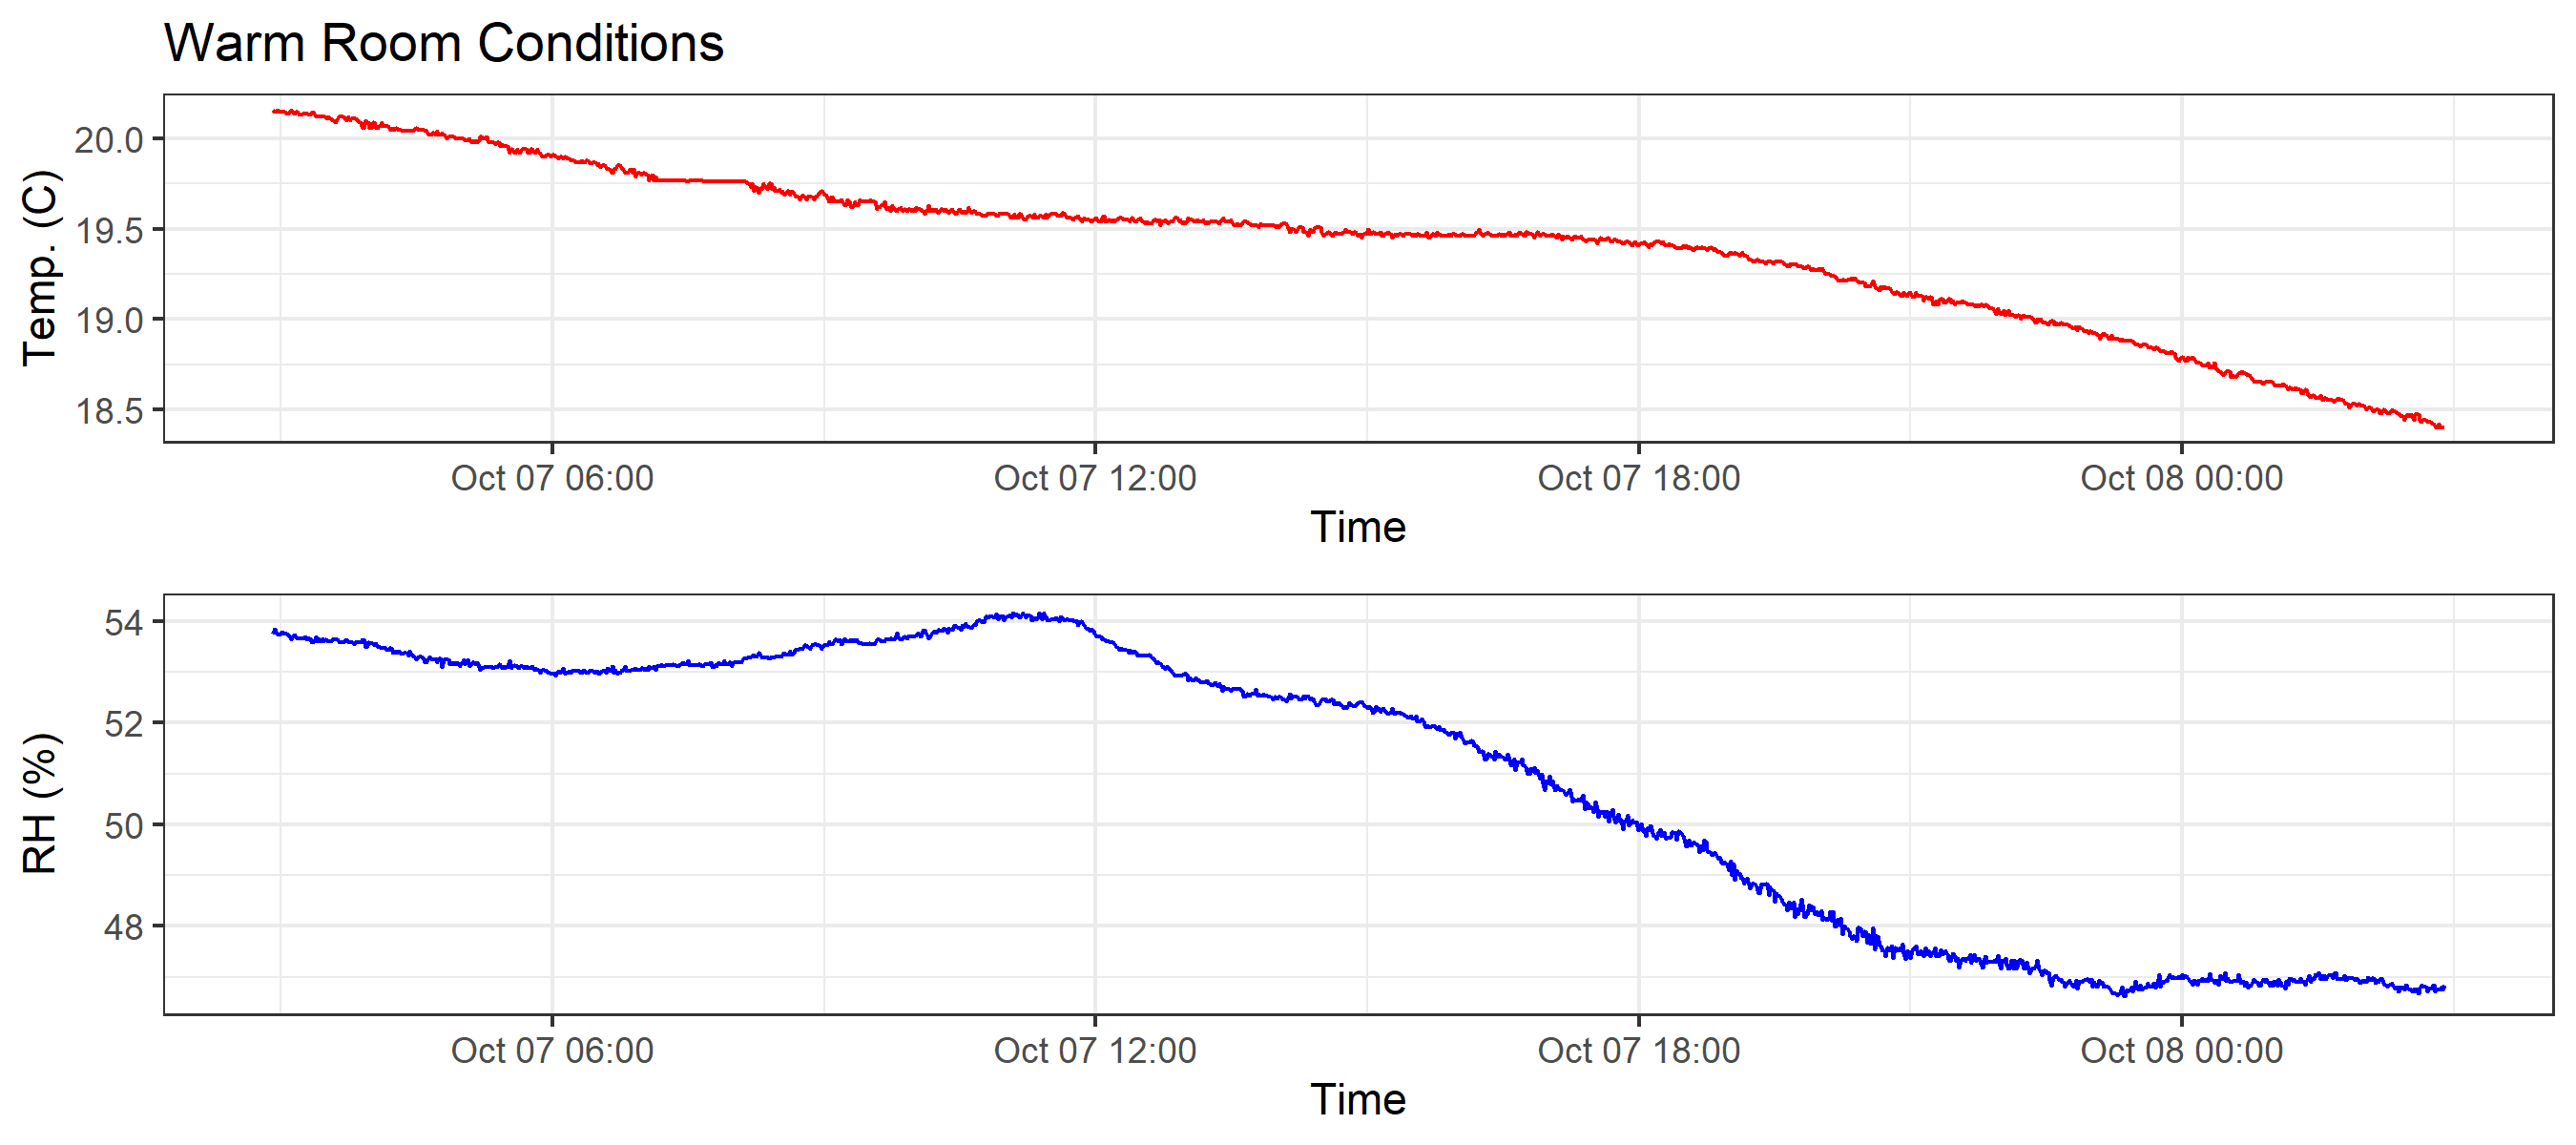 Warm Room Conditions
Temp. (C)
20.0
19.5
19.0
18.5
Oct 07 06:00 Oct 07 12:00 Oct 07 18:00 Oct 08 00:00
Time
RH (%)
54
52
50
48
Oct 07 06:00 Oct 07 12:00 Oct 07 18:00 Oct 08 00:00
Time